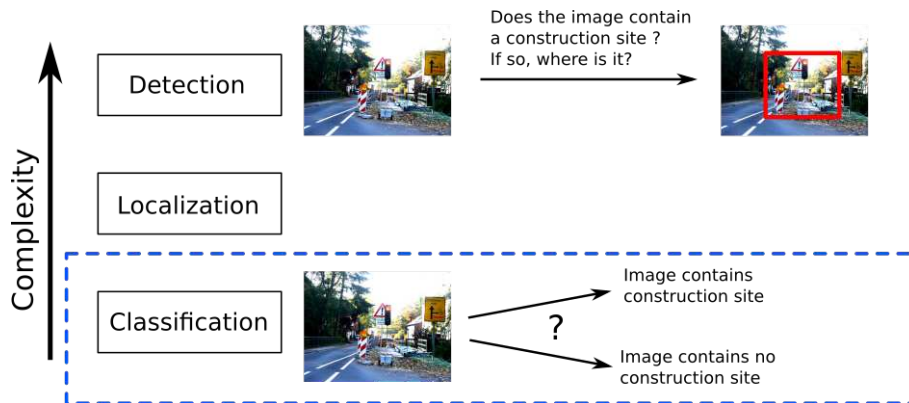 Complexity
Detection
Does the image contain
a construction site ?
If so, where is it?
Localization
Classification
?
Image contains
construction site
Image contains no
construction site